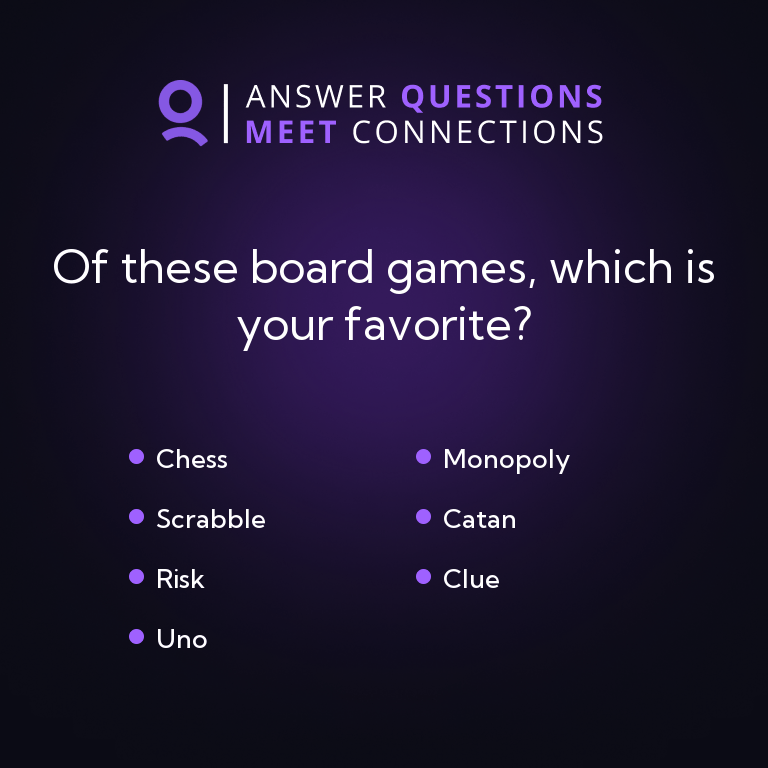 ANSWER QUESTIONS
MEET CONNECTIONS
Of these board games, which is
your favorite?
Chess
Scrabble
Risk
Uno
Monopoly
Catan
Clue